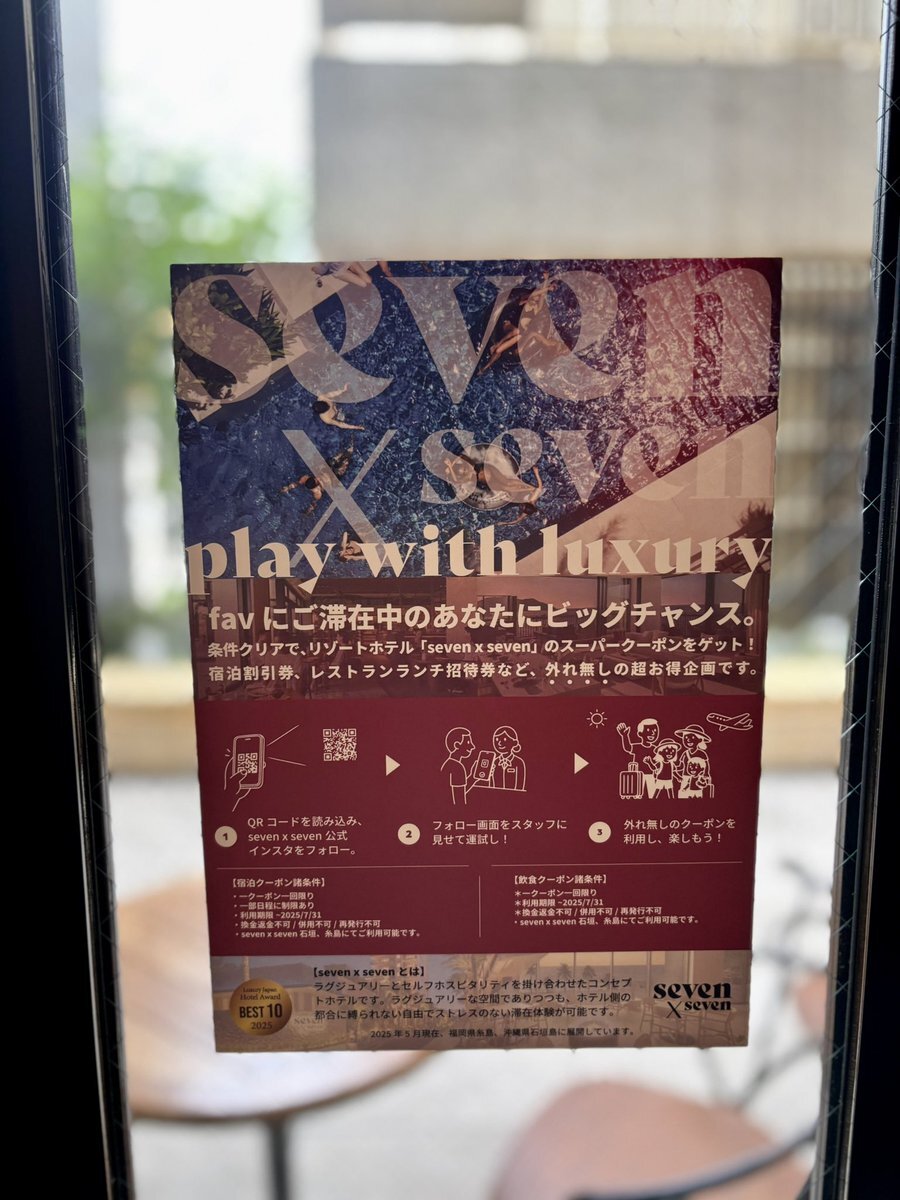 seven
X seven
play with luxury
fav にご滞在中のあなたにビッグチャンス。
条件クリアで、リゾートホテル「seven x seven」のスーパークーポンをゲット！
宿泊割引券、レストランランチ招待券など、外れ無しの超お得企画です。
1
QR コードを読み込み、
seven x seven 公式
インスタをフォロー。
2
フォロー画面をスタッフに
見せて運試し！
3
外れ無しのクーポンを
利用し、楽しもう！
【宿泊クーポン諸条件】
・一クーポン一回限り
・一部日程に制限あり
・利用期限 ~2025/7/31
・換金返金不可 / 併用不可 / 再発行不可
・seven x seven 石垣、糸島にてご利用可能です。
【飲食クーポン諸条件】
＊一クーポン一回限り
＊利用期限 ~2025/7/31
＊換金返金不可 / 併用不可 / 再発行不可
・seven x seven 石垣、糸島にてご利用可能です。
Luxury Japan
Hotel Award
BEST 10
2025
【seven x seven とは】
ラグジュアリーとセルフホスピタリティを掛け合わせたコンセプ
トホテルです。ラグジュアリーな空間でありつつも、ホテル側の
都合に縛られない自由でストレスのない滞在体験が可能です。
2025 年 5 月現在、福岡県糸島、沖縄県石垣島に展開しています。
seven
X seven